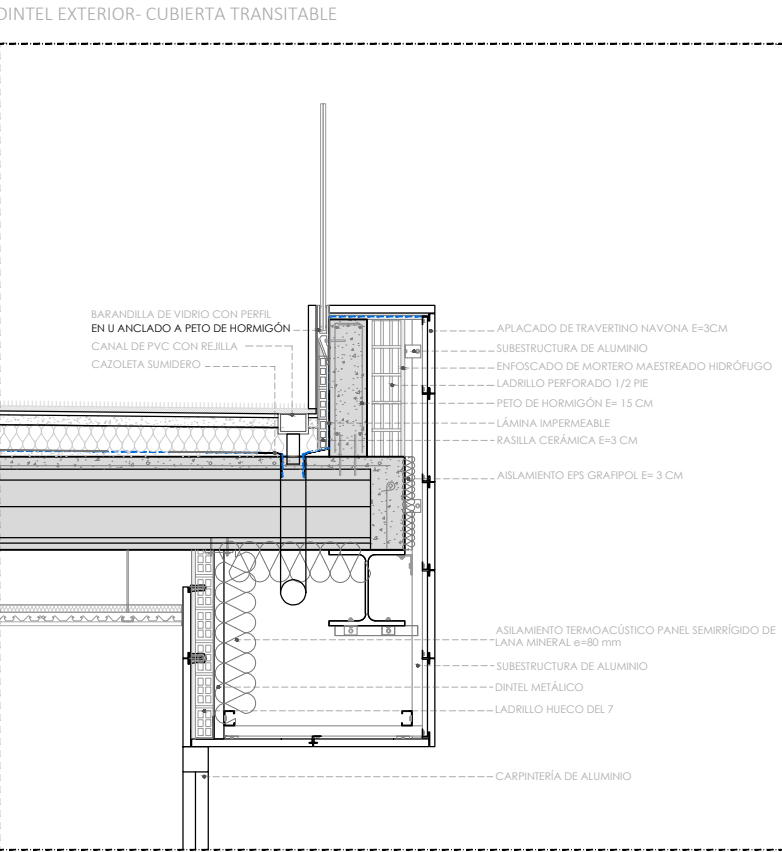 DINTEL EXTERIOR- CUBIERTA TRANSITABLE
BARANDILLA DE VIDRIO CON PERFIL
EN U ANCLADO A PETO DE HORMIGÓN
CANAL DE PVC CON REJILLA
CAZOLETA SUMIDERO
APLACADO DE TRAVERTINO NAVONA E=3CM
SUBESTRUCTURA DE ALUMINIO
ENFOSCADO DE MORTERO MAESTREADO HIDRÓFUGO
LADRILLO PERFORADO 1/2 PIE
PETO DE HORMIGÓN E= 15 CM
LÁMINA IMPERMEABLE
RASILLA CERÁMICA E=3 CM
AISLAMIENTO EPS GRAFIPOL E= 3 CM
ASILAMIENTO TERMOACÚSTICO PANEL SEMIRRÍGIDO DE
LANA MINERAL e=80 mm
SUBESTRUCTURA DE ALUMINIO
DINTEL METÁLICO
LADRILLO HUECO DEL 7
CARPINTERÍA DE ALUMINIO